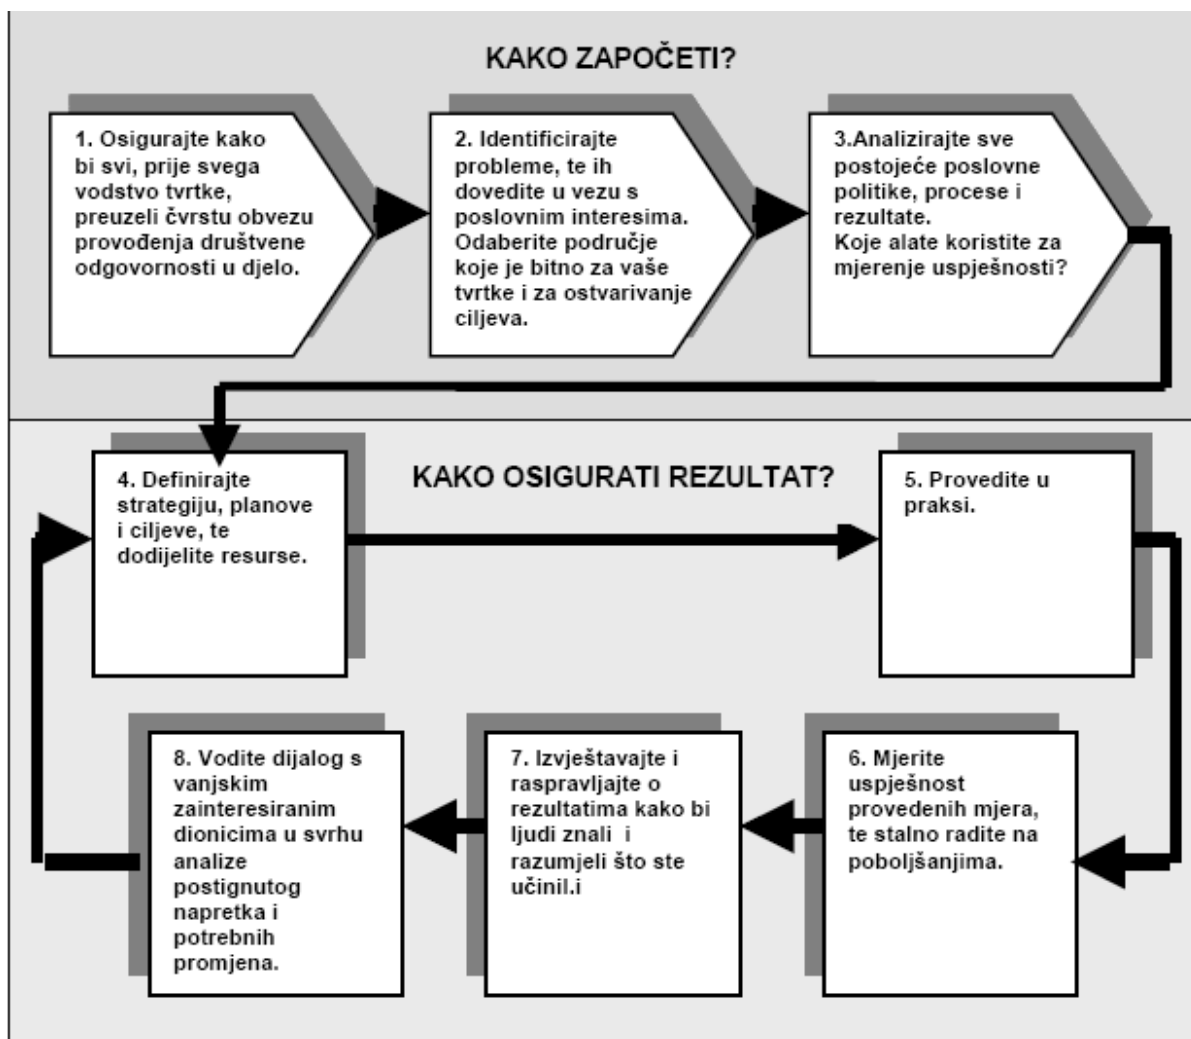 KAKO ZAPOČETI?
1. Osigurajte kako
bi svi, prije svega
vodstvo tvrtke,
preuzeli čvrstu obvezu
provođenja društvene
odgovornosti u djelo.
2. Identificirajte
probleme, te ih
dovedite u vezu s
poslovnim interesima.
Odaberite područje
koje je bitno za vaše
tvrtke i za ostvarivanje
ciljeva.
3.Analizirajte sve
postojeće poslovne
politike, procese i
rezultate.
Koje alate koristite za
mjerenje uspješnosti?
KAKO OSIGURATI REZULTAT?
4. Definirajte
strategiju, planove
i ciljeve, te
dodijelite resurse.
5. Provedite u
praksi.
6. Mjerite
uspješnost
provedenih mjera,
te stalno radite na
poboljšanjima.
7. Izvještavajte i
raspravljajte o
rezultatima kako bi
ljudi znali i
razumjeli što ste
učinil.i
8. Vodite dijalog s
vanjskim
zainteresiranim
dionicima u svrhu
analize
postignutog
napretka i
potrebnih
promjena.